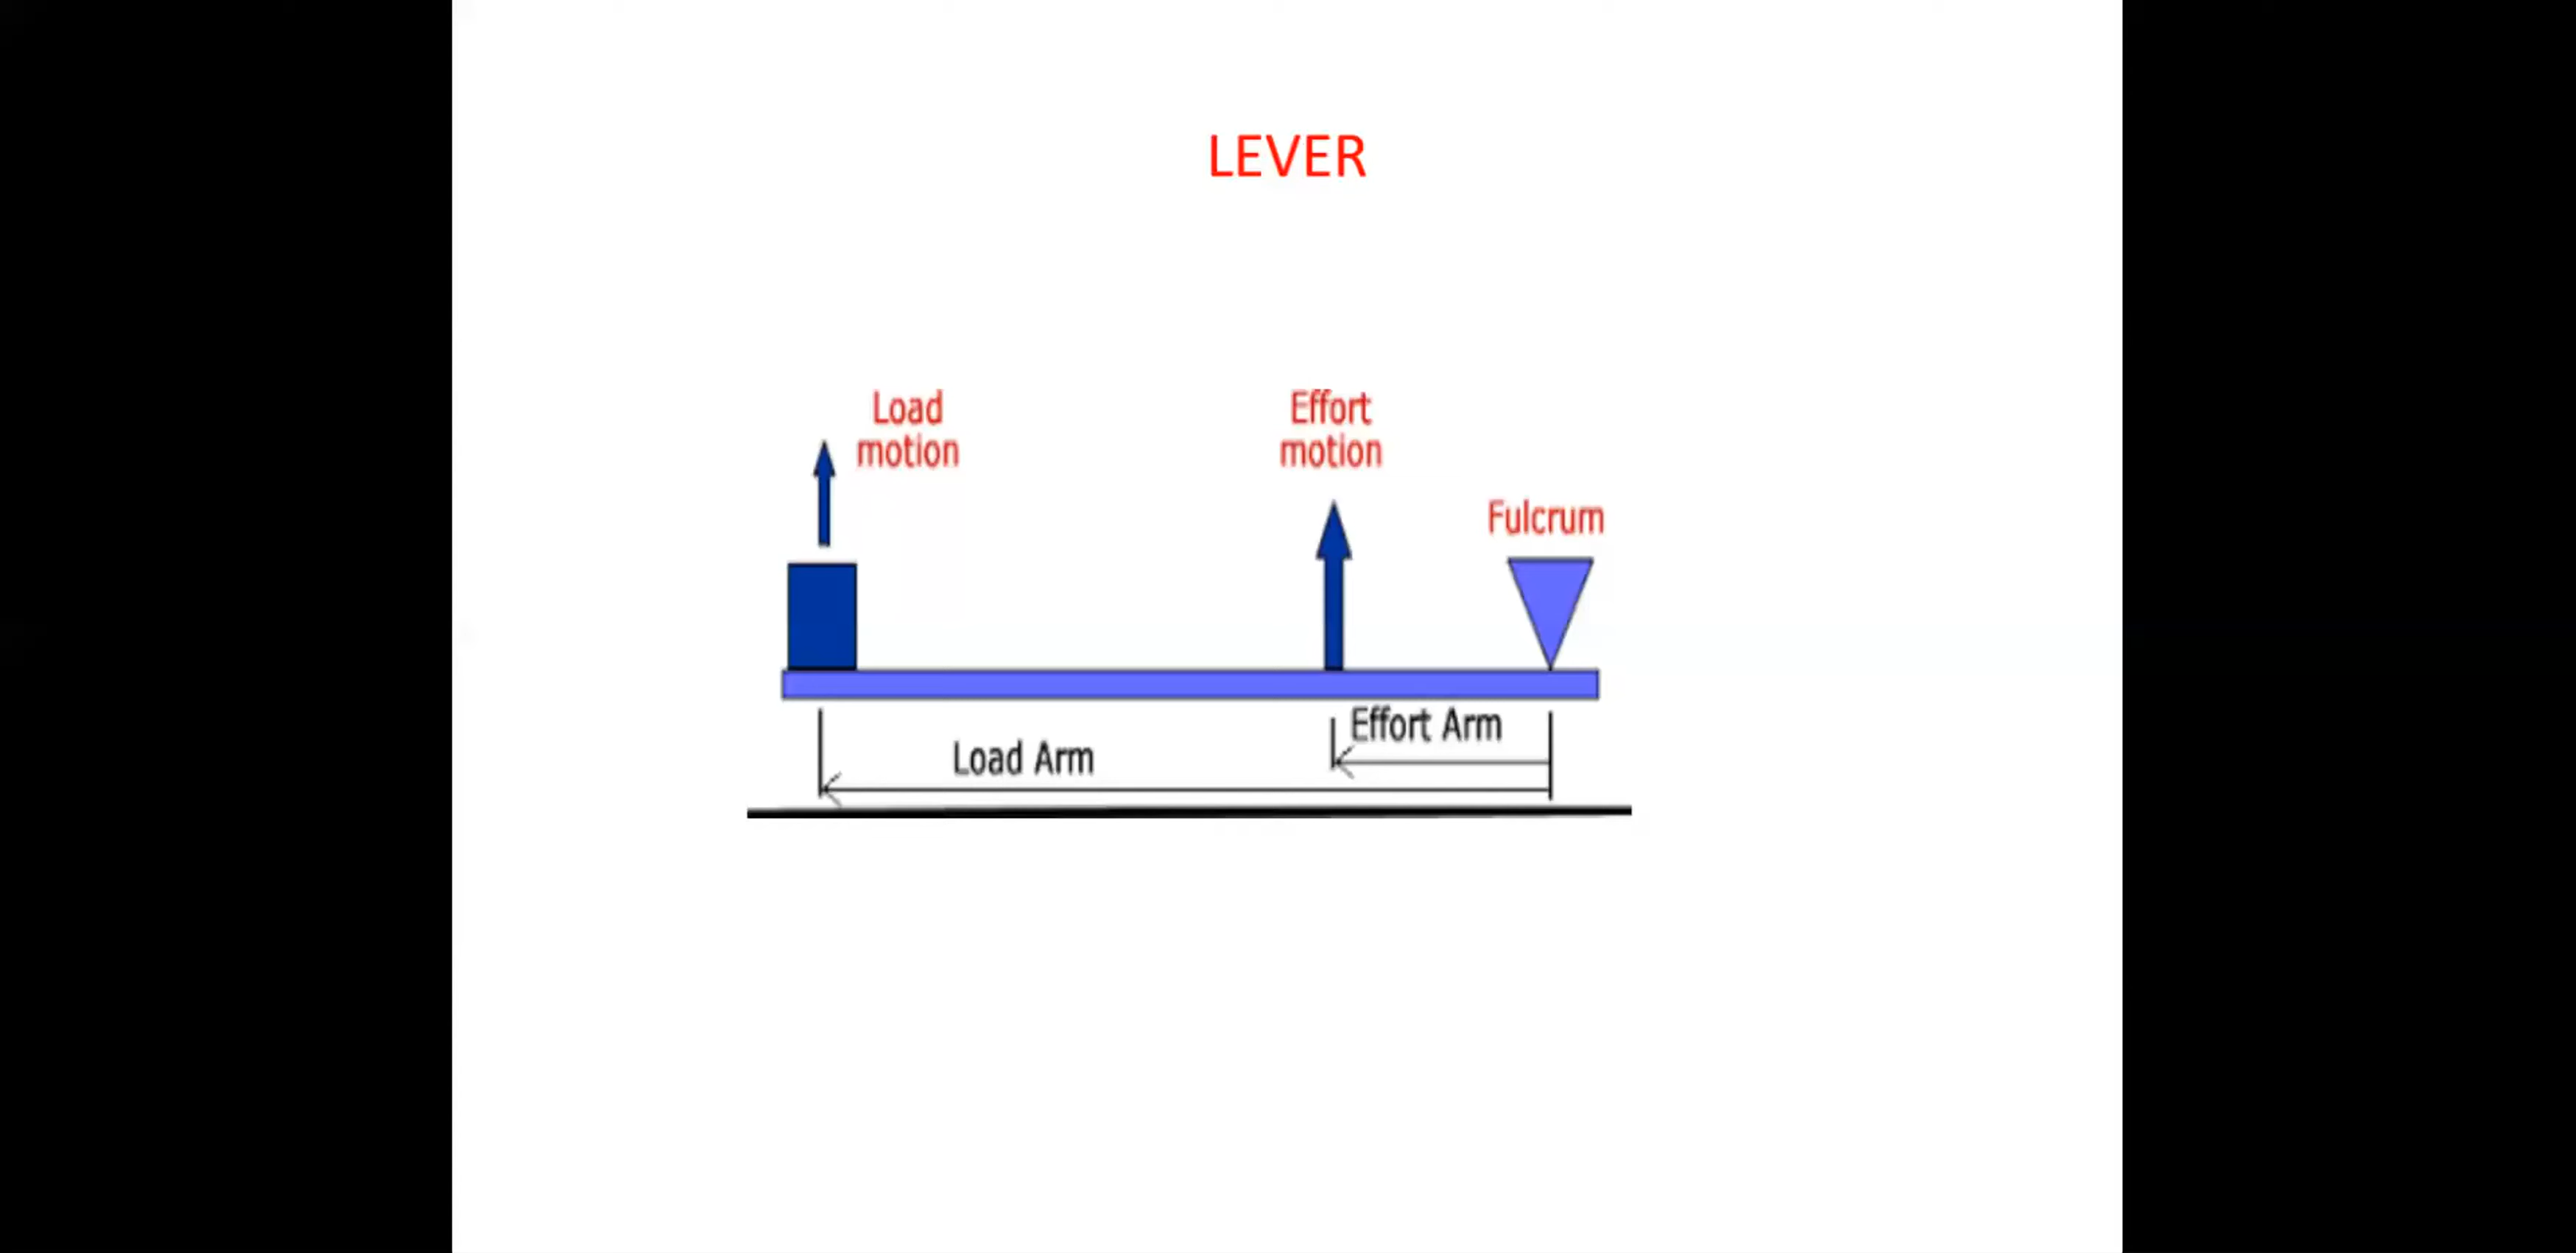 LEVER
Load
motion
Effort
motion
Fulcrum
Effort Arm
Load Arm